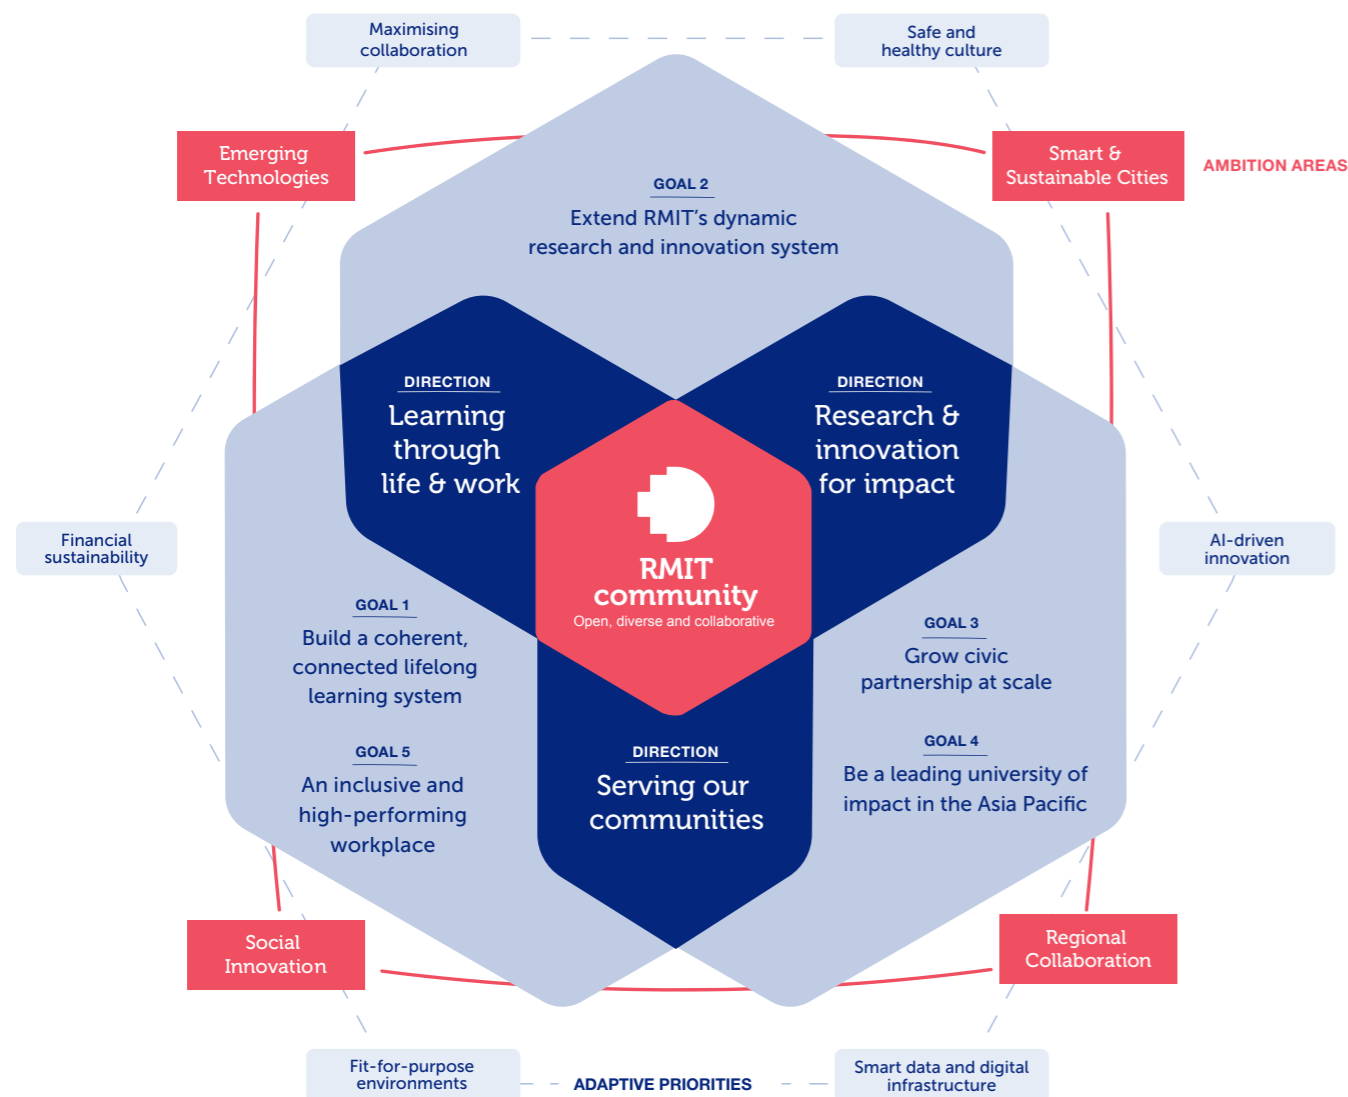 Maximising
collaboration
Safe and
healthy culture
Emerging
Technologies
Smart &
Sustainable Cities
AMBITION AREAS
GOAL 2
Extend RMIT's dynamic
research and innovation system
DIRECTION
Learning
through
life & work
DIRECTION
Research &
innovation
for impact
RMIT
community
Open, diverse and collaborative
Financial
sustainability
AI-driven
innovation
GOAL 1
Build a coherent,
connected lifelong
learning system
GOAL 5
An inclusive and
high-performing
workplace
GOAL 3
Grow civic
partnership at scale
GOAL 4
Be a leading university of
impact in the Asia Pacific
DIRECTION
Serving our
communities
Social
Innovation
Regional
Collaboration
Fit-for-purpose
environments
ADAPTIVE PRIORITIES
Smart data and digital
infrastructure